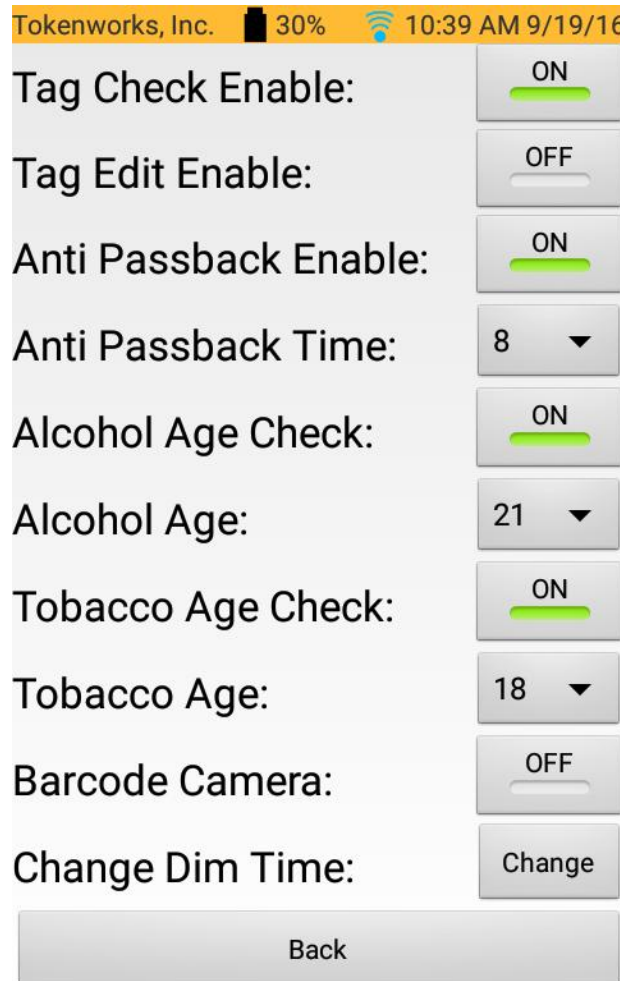 Tokenworks, Inc. 30% 10:39 AM 9/19/16
Tag Check Enable: ON
Tag Edit Enable: OFF
Anti Passback Enable: ON
Anti Passback Time: 8
Alcohol Age Check: ON
Alcohol Age: 21
Tobacco Age Check: ON
Tobacco Age: 18
Barcode Camera: OFF
Change Dim Time: Change
Back